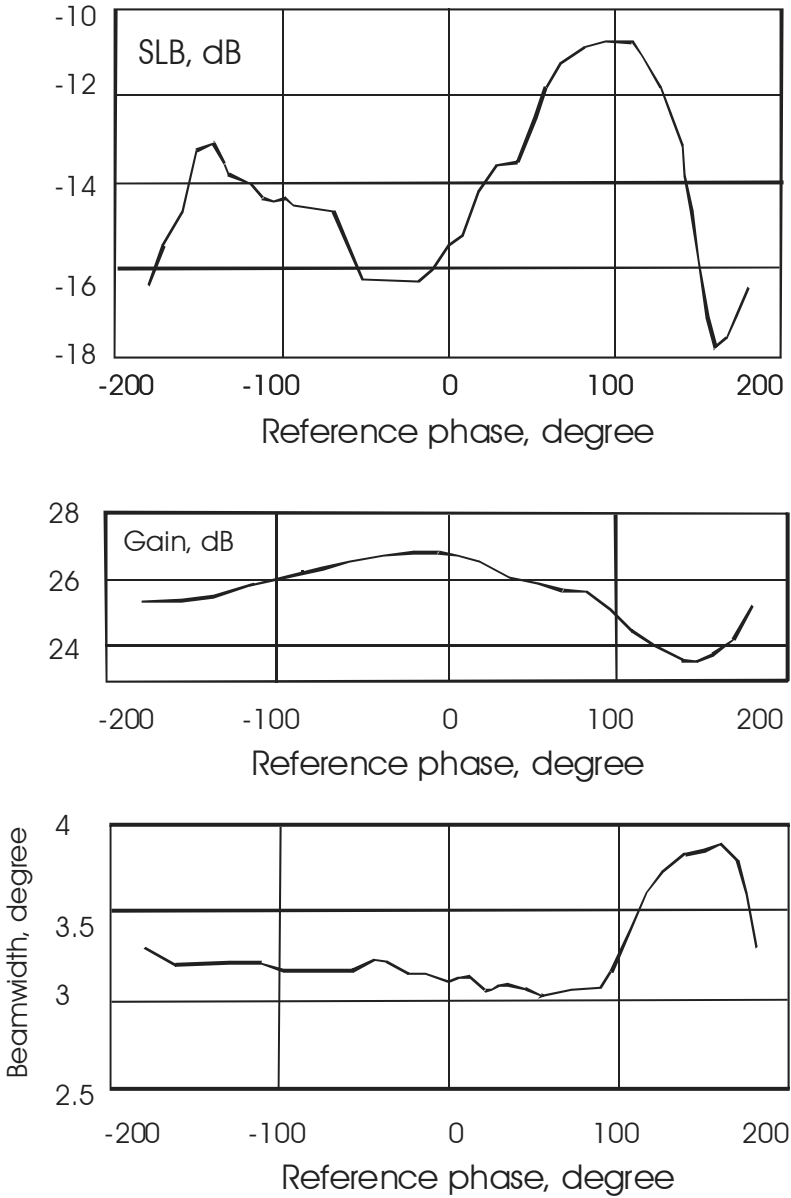 -10
SLB, dB
-12
-14
-16
-18
-200 -100 0 100 200
Reference phase, degree
28
Gain, dB
26
24
-200 -100 0 100 200
Reference phase, degree
4
Beamwidth, degree
3.5
3
2.5
-200 -100 0 100 200
Reference phase, degree